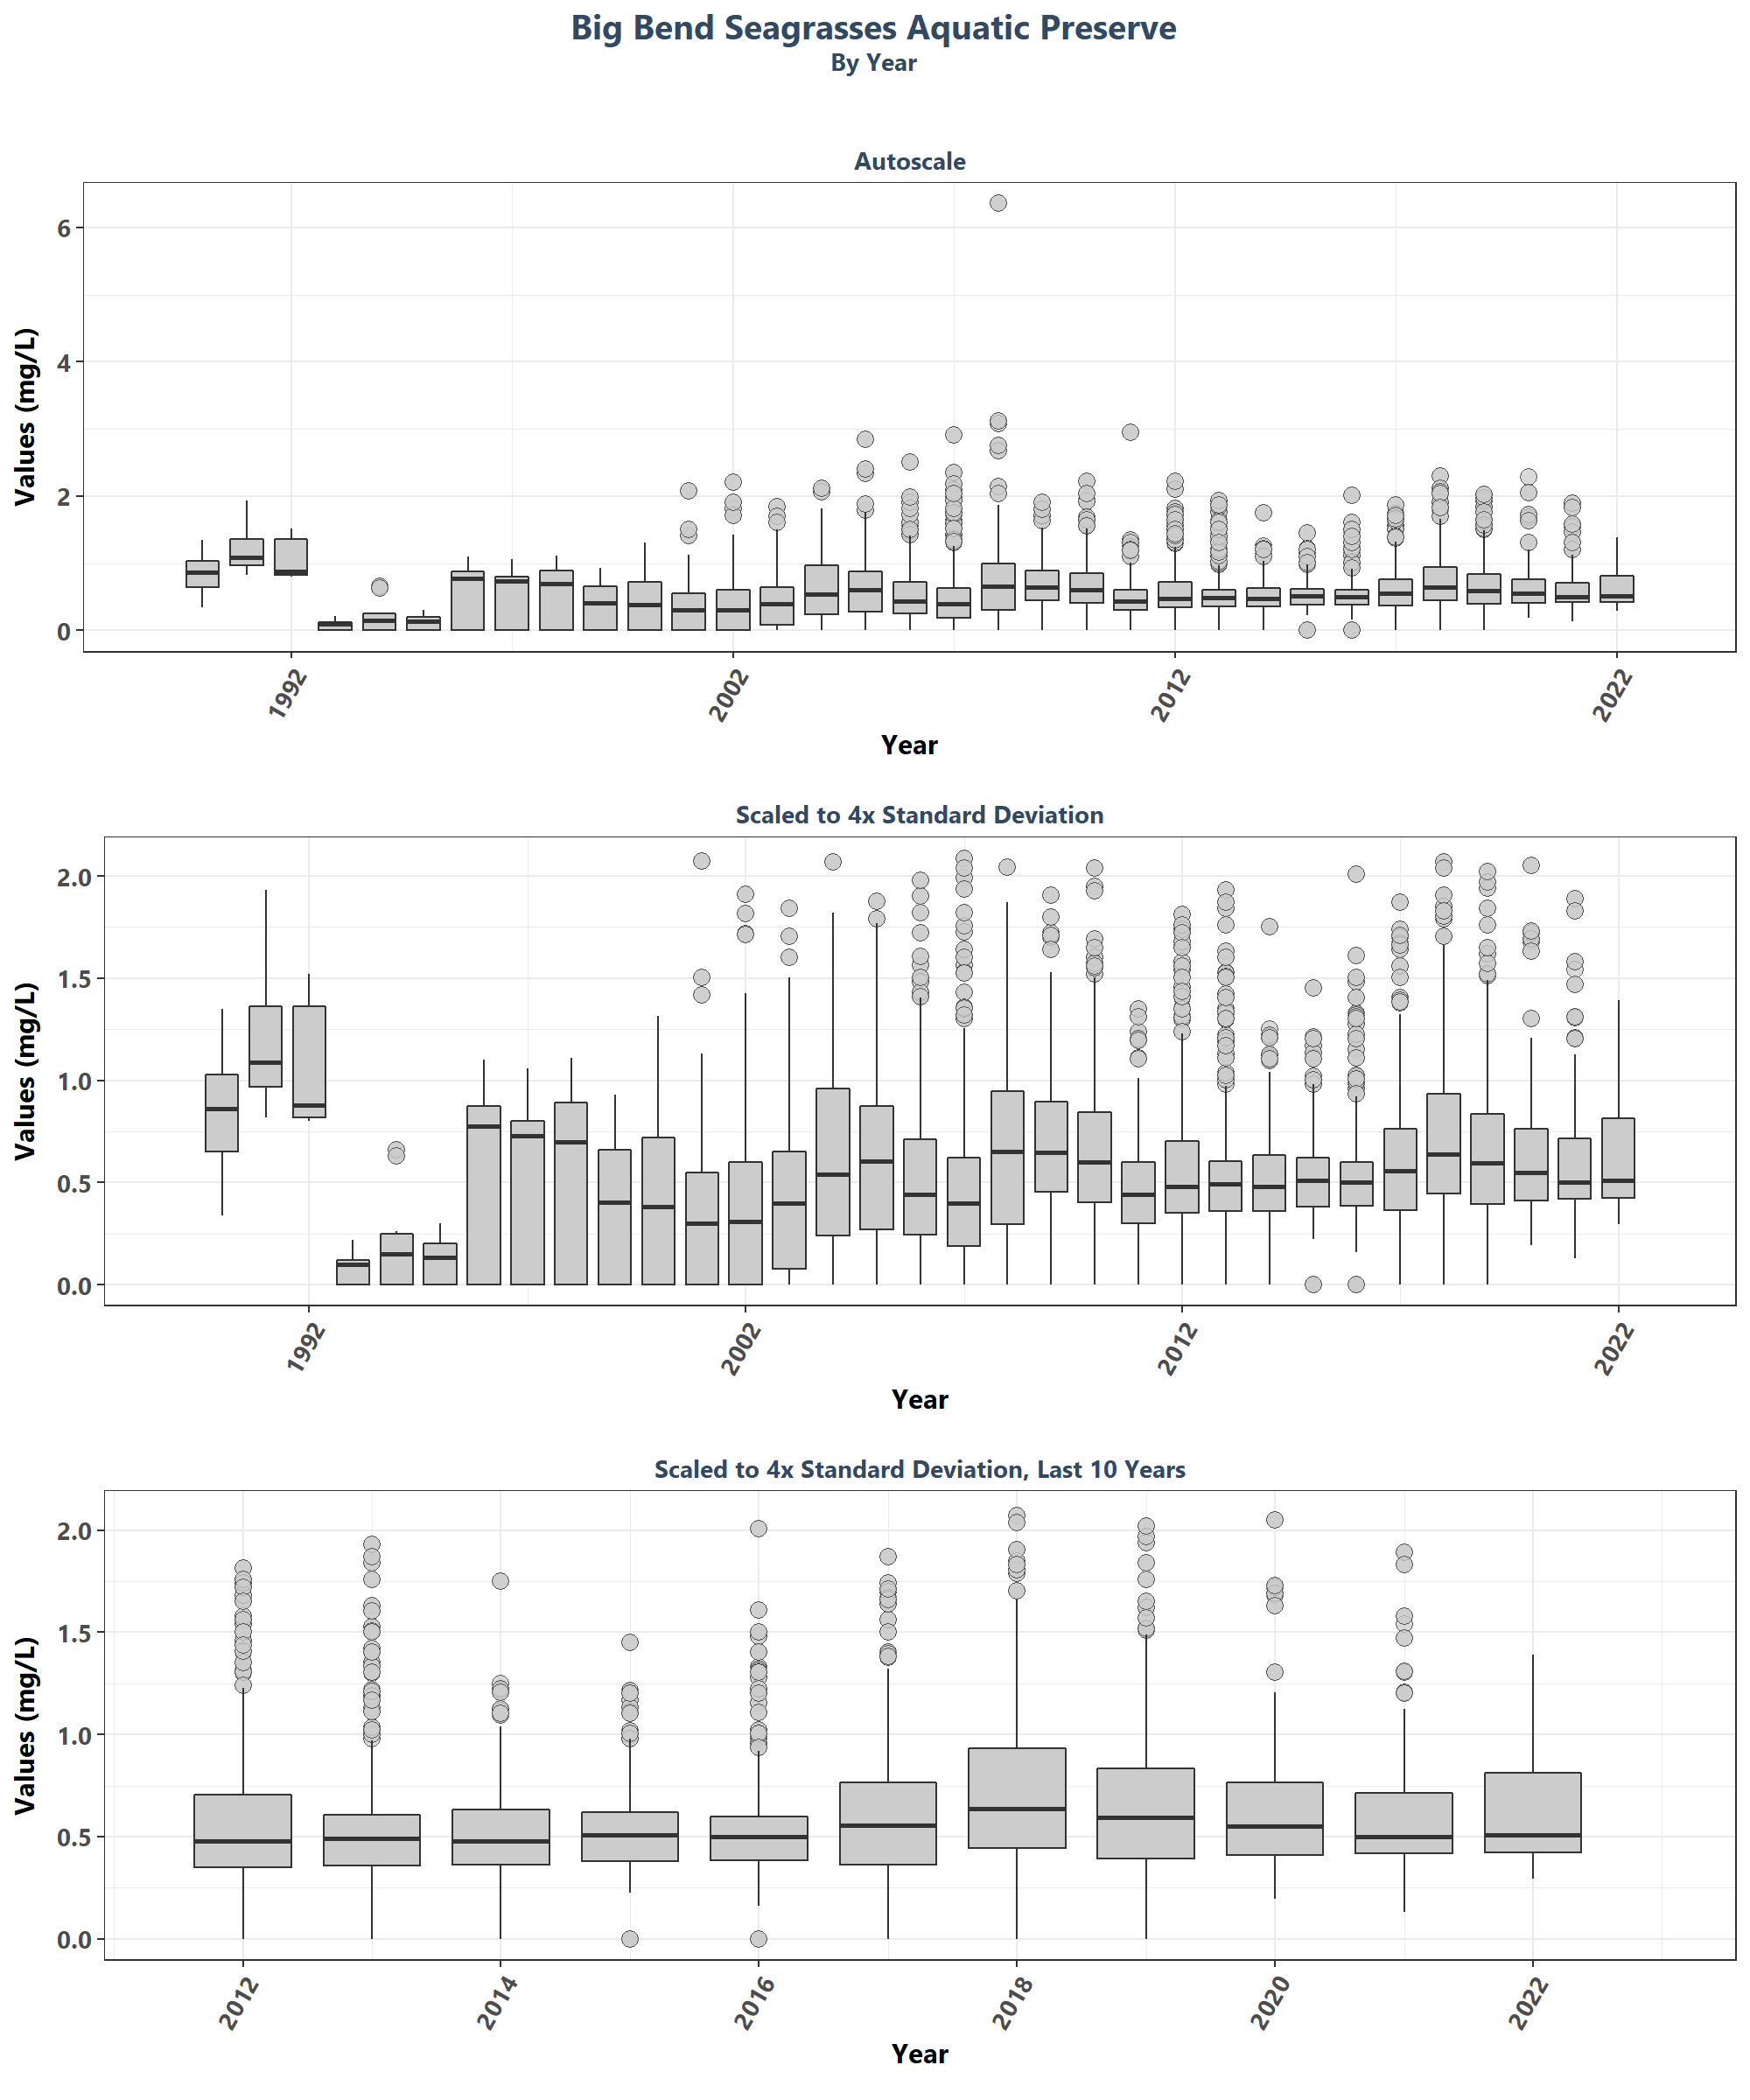 Big Bend Seagrasses Aquatic Preserve
By Year
Autoscale
Values (mg/L)
6
4
2
0
1992
2002
2012
2022
Year
Scaled to 4x Standard Deviation
Values (mg/L)
2.0
1.5
1.0
0.5
0.0
1992
2002
2012
2022
Year
Scaled to 4x Standard Deviation, Last 10 Years
Values (mg/L)
2.0
1.5
1.0
0.5
0.0
2012
2014
2016
2018
2020
2022
Year